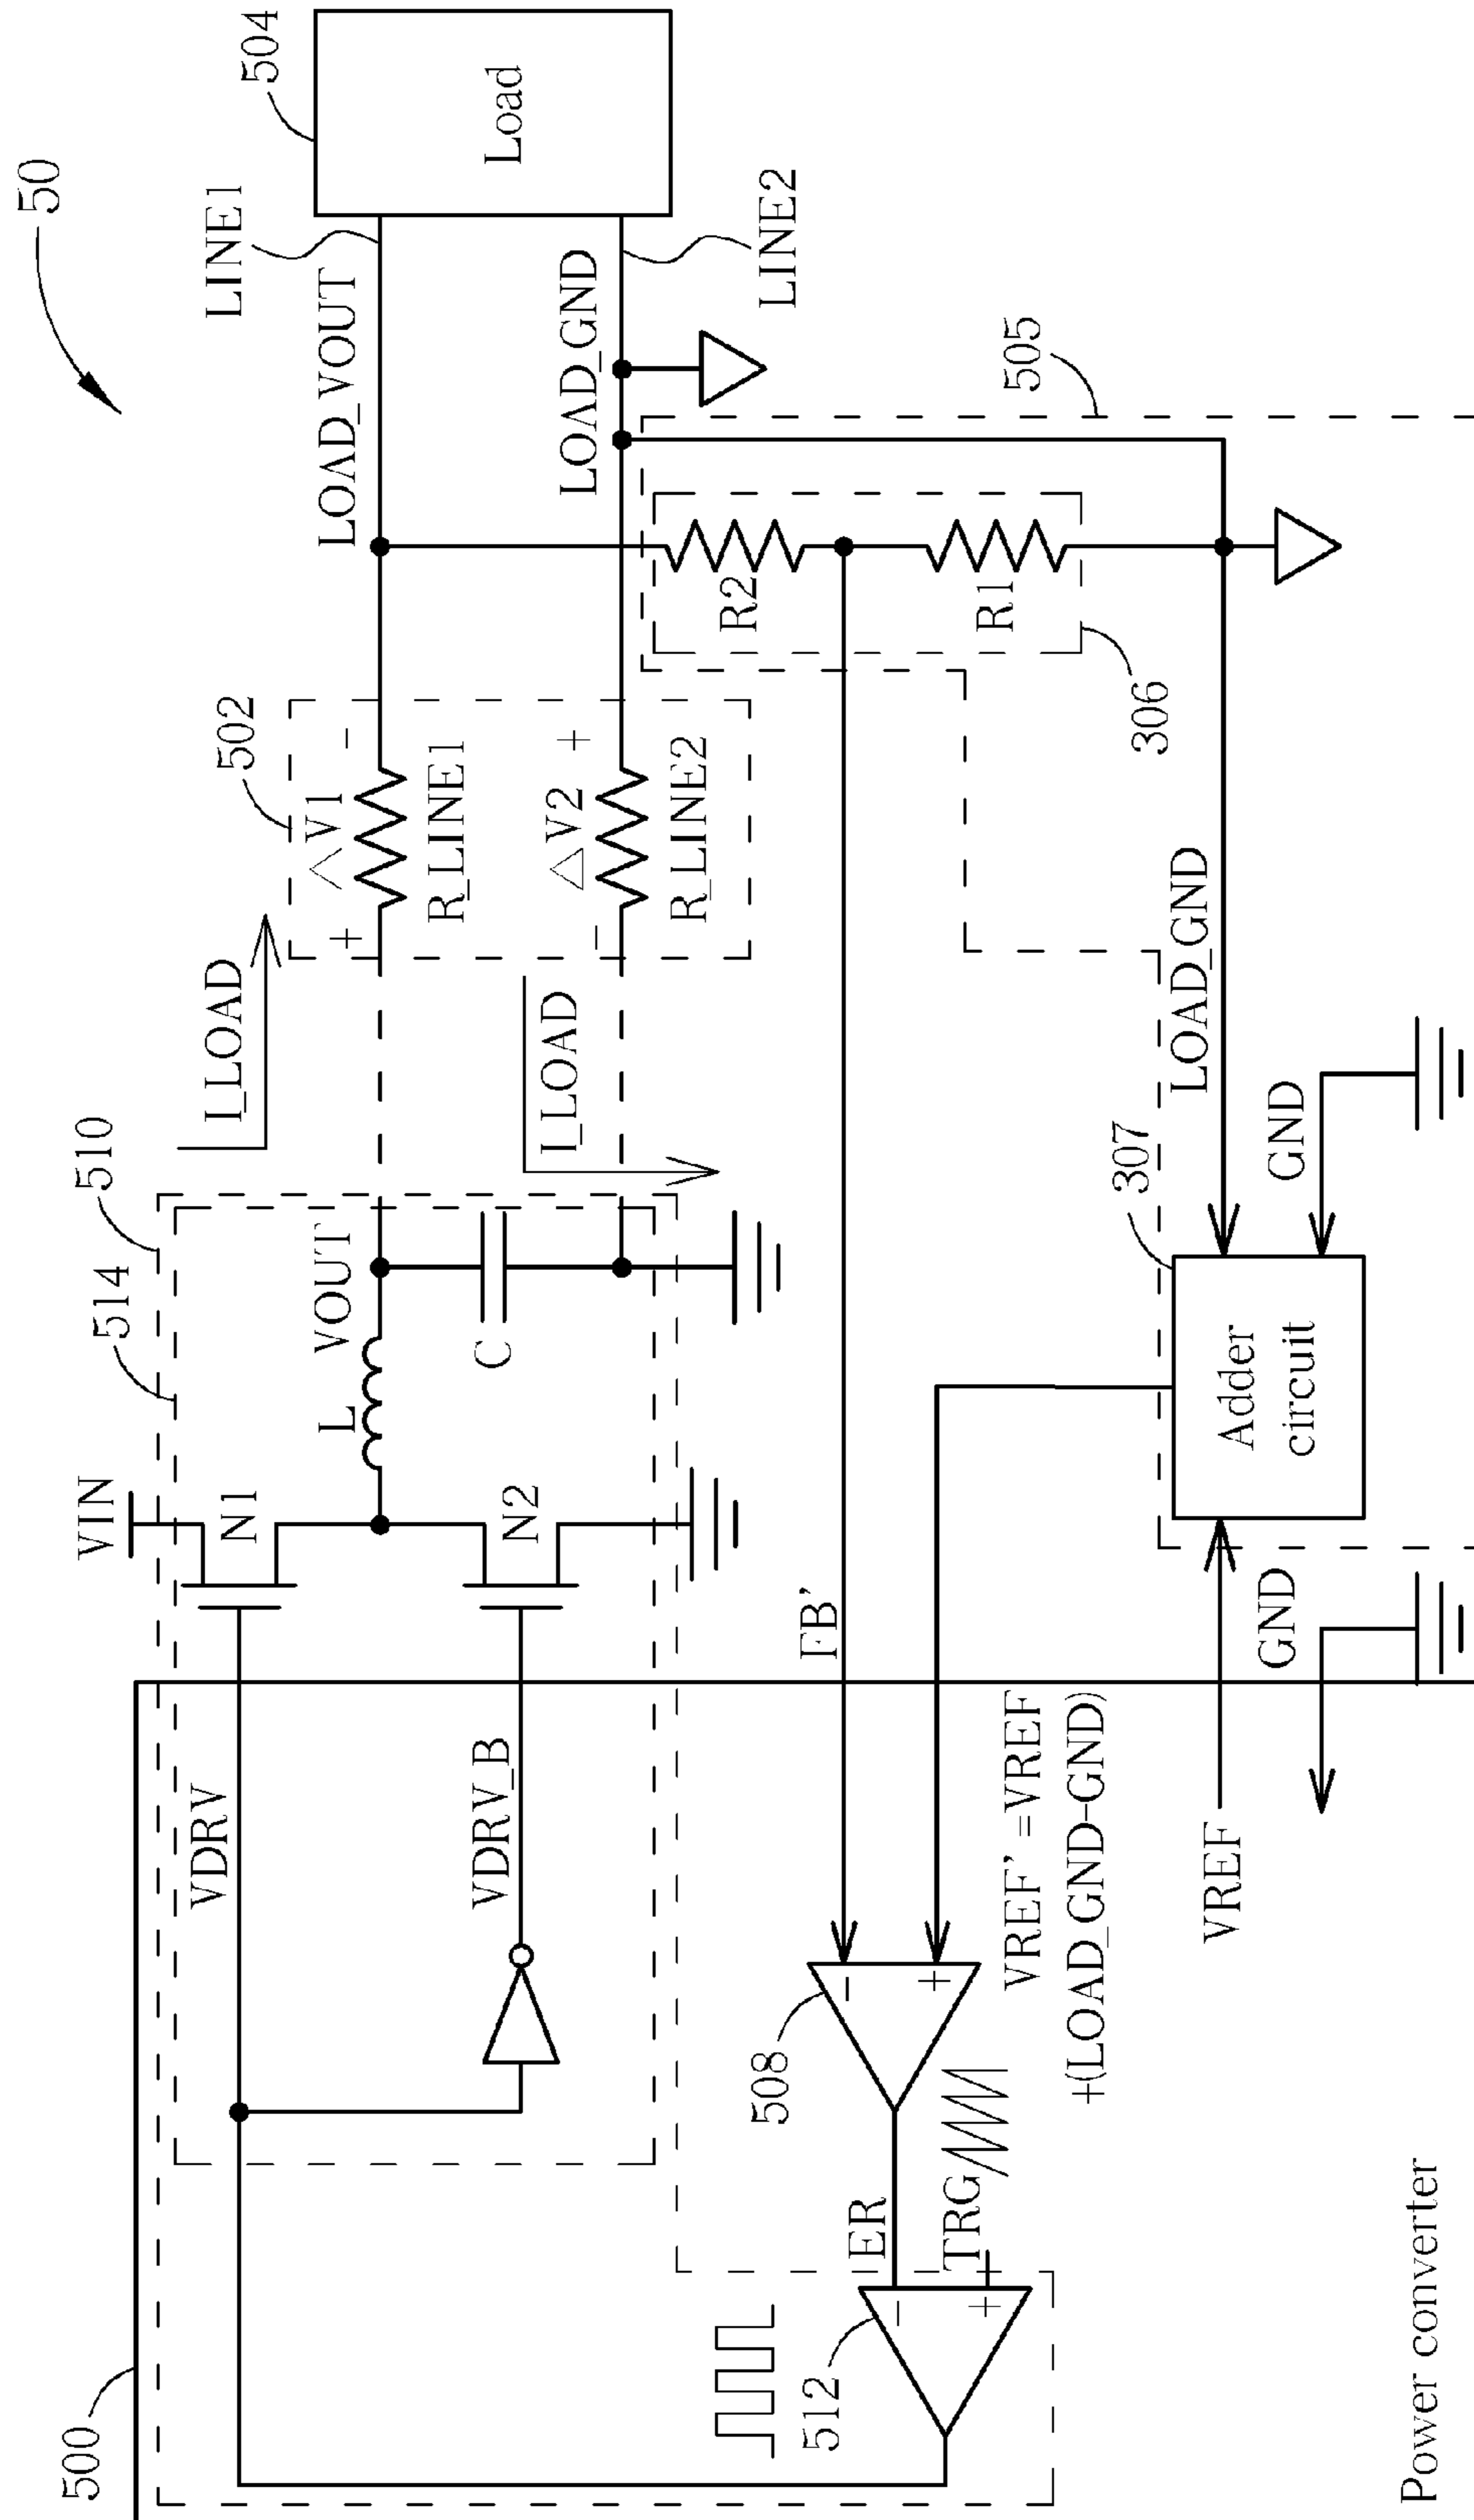 50
500
510
514
502
504
VIN
N1
N2
L
VOUT
C
VDRV
VDRV_B
I_LOAD
I_LOAD
+ △V1 −
R_LINE1
− △V2 +
R_LINE2
LOAD_VOUT
LINE1
LOAD_GND
LINE2
Load
505
R2
R1
306
FB'
508
−
+
ER
TRG
512
−
+
VREF' =VREF
+(LOAD_GND-GND)
307
LOAD_GND
GND
Adder
circuit
VREF
GND
Power converter